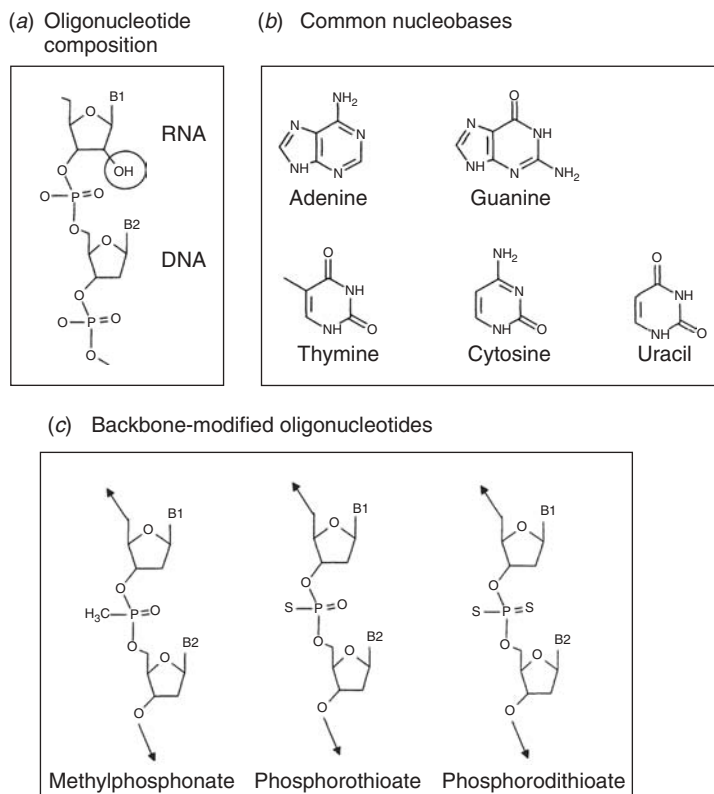 (a) Oligonucleotide
composition
(b) Common nucleobases
B1
O
RNA
OH
O
O P O
O
B2
O
DNA
O
O P O
O
NH₂
N N
NH N
Adenine
O
N NH
NH N NH₂
Guanine
O
NH
NH O
Thymine
NH₂
N
NH O
Cytosine
O
NH
NH O
Uracil
(c) Backbone-modified oligonucleotides
B1
O
O
H₃C P O
O
B2
O
O
Methylphosphonate
B1
O
O
S P O
O
B2
O
O
Phosphorothioate
B1
O
O
S P S
O
B2
O
O
Phosphorodithioate